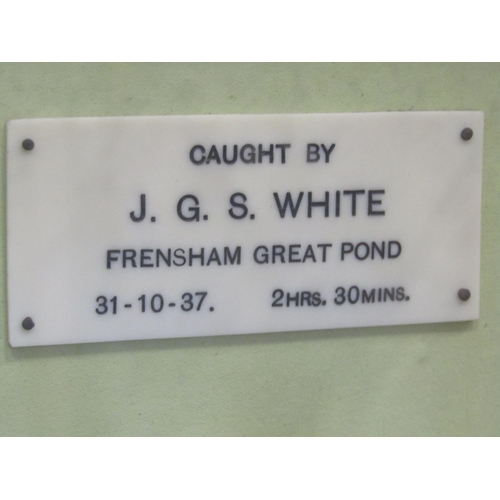 CAUGHT BY
J. G. S. WHITE
FRENSHAM GREAT POND
31-10-37. 2HRS. 30MINS.